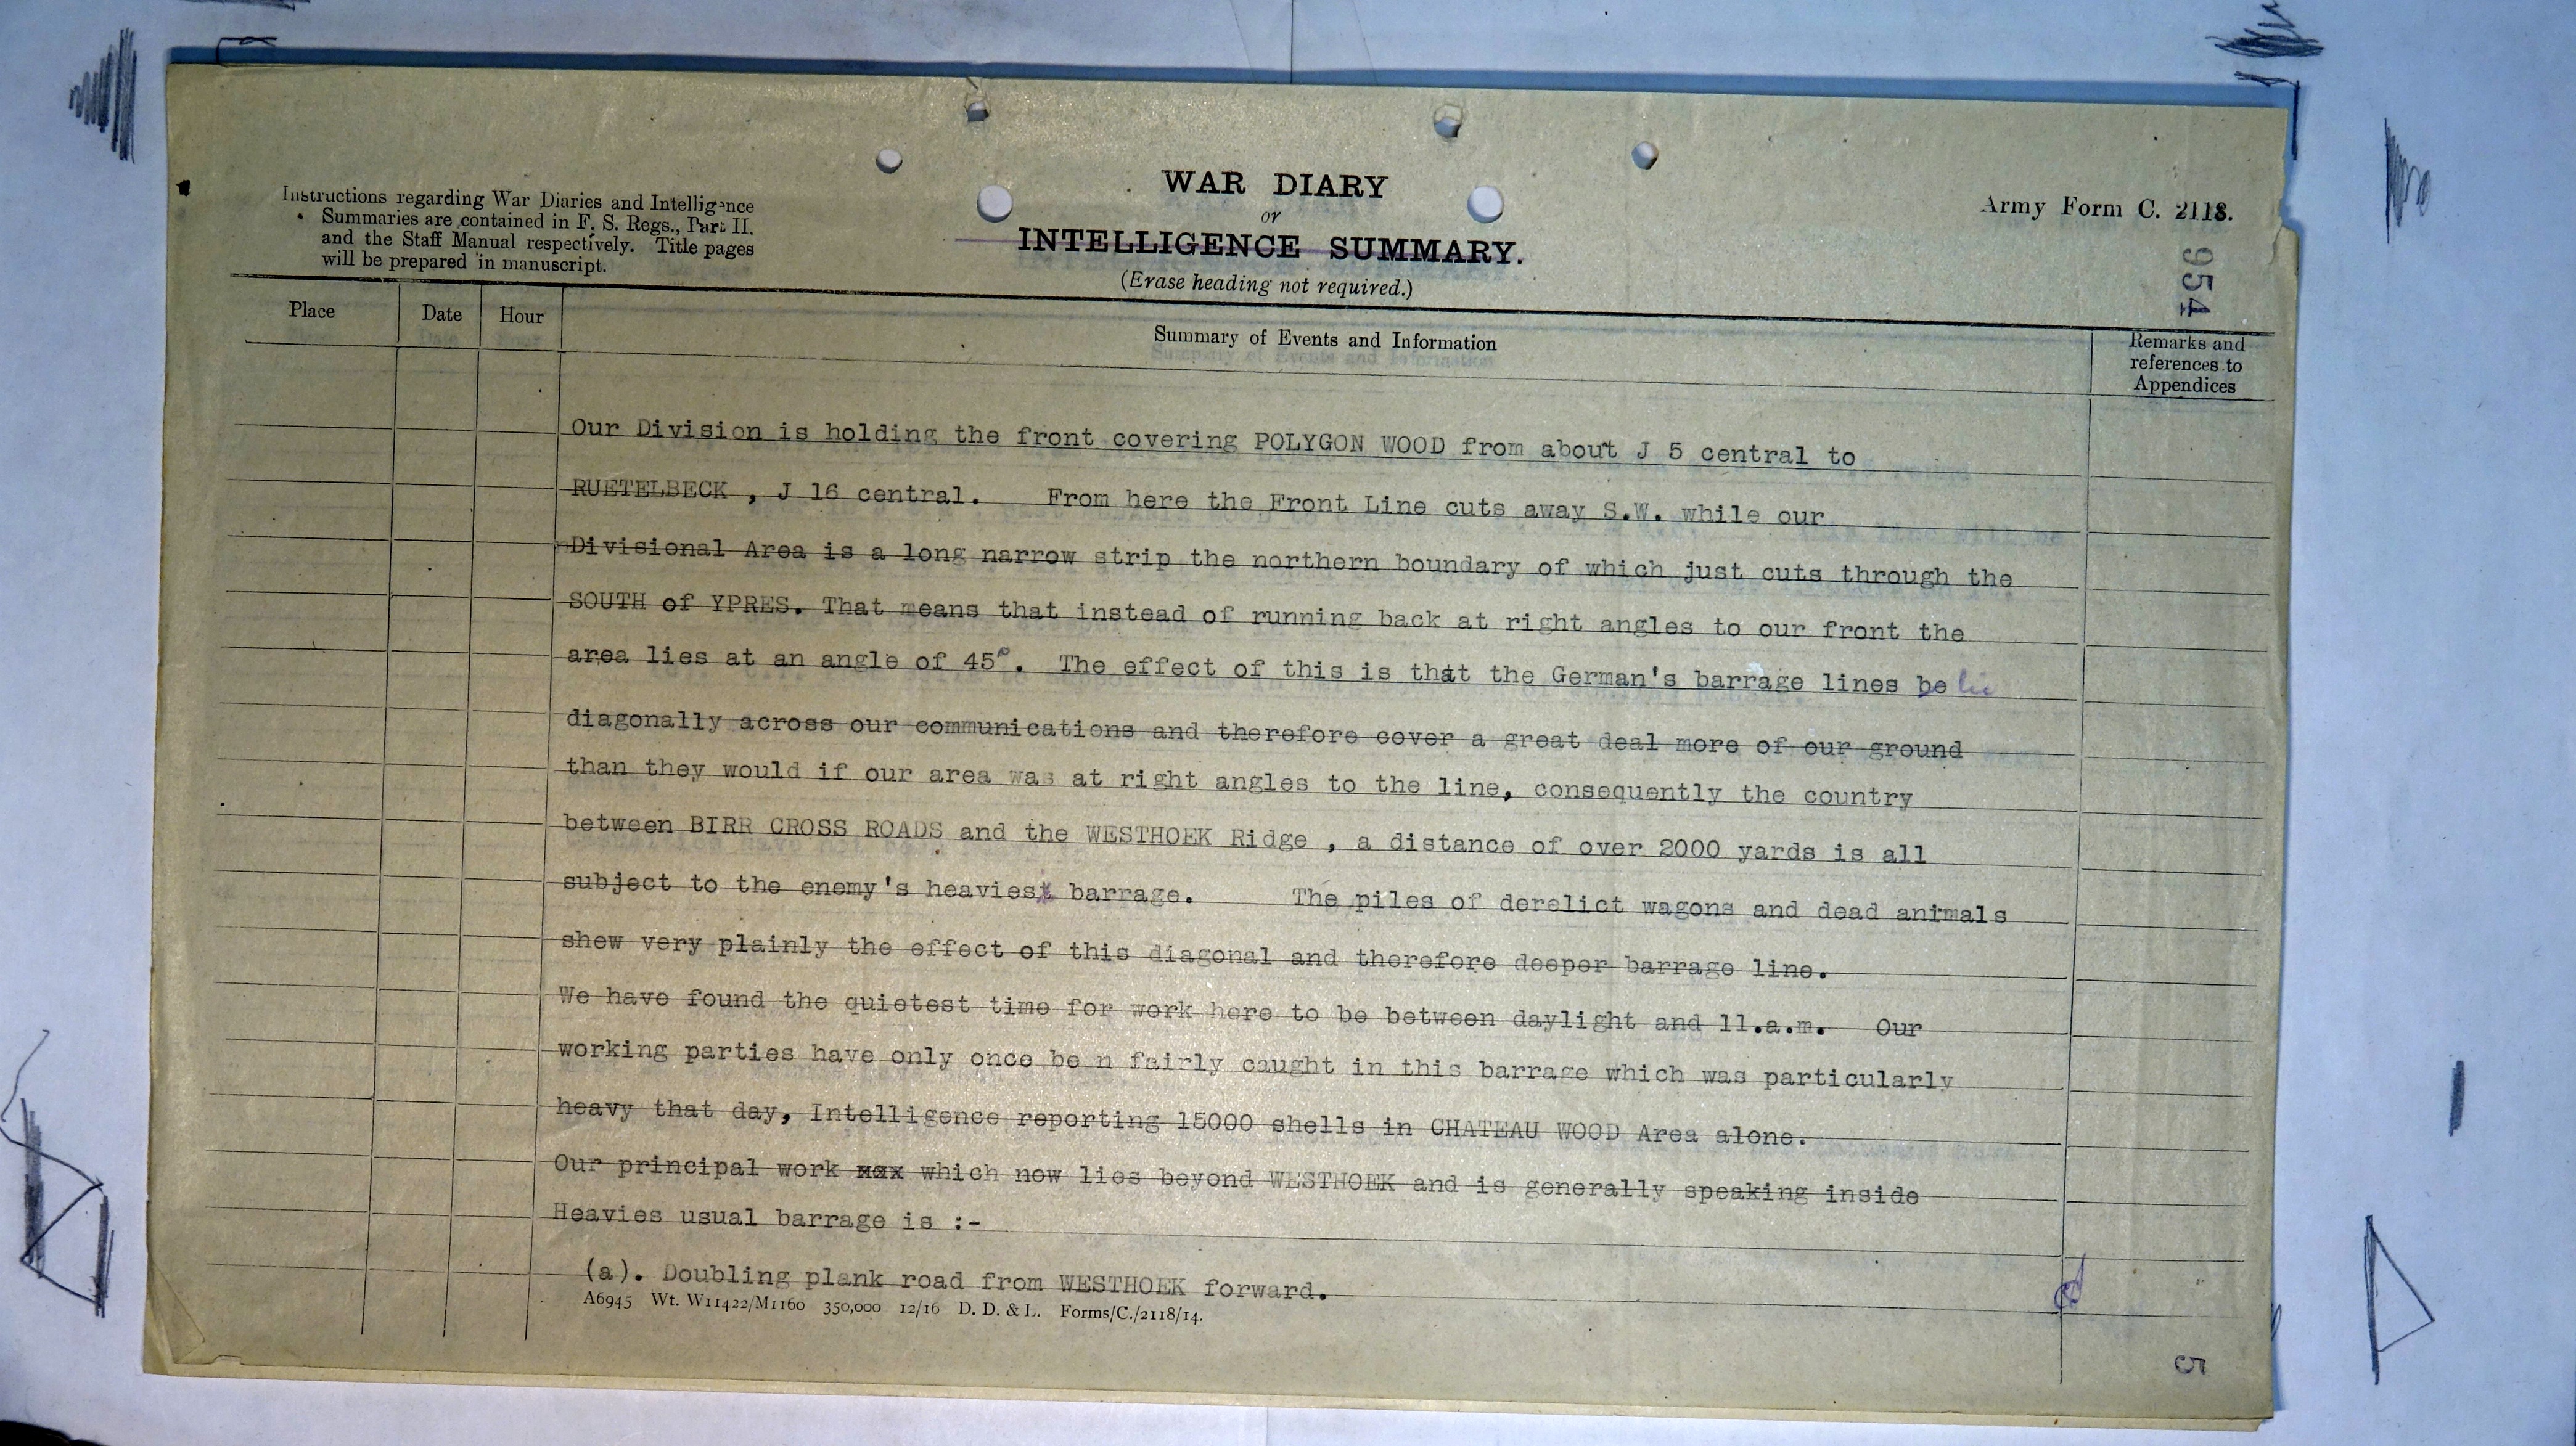 Instructions regarding War Diaries and Intelligence
Summaries are contained in F. S. Regs., Part II.
and the Staff Manual respectively. Title pages
will be prepared in manuscript.
WAR DIARY
or
INTELLIGENCE SUMMARY.
(Erase heading not required.)
Army Form C. 2118.
954
Place
Date
Hour
Summary of Events and Information
Remarks and
references to
Appendices
Our Division is holding the front covering POLYGON WOOD from about J 5 central to
RUETELBECK , J 16 central. From here the Front Line cuts away S.W. while our
Divisional Area is a long narrow strip the northern boundary of which just cuts through the
SOUTH of YPRES. That means that instead of running back at right angles to our front the
area lies at an angle of 45°. The effect of this is that the German's barrage lines be lie
diagonally across our communications and therefore cover a great deal more of our ground
than they would if our area was at right angles to the line, consequently the country
between BIRR CROSS ROADS and the WESTHOEK Ridge , a distance of over 2000 yards is all
subject to the enemy's heaviest barrage. The piles of derelict wagons and dead animals
shew very plainly the effect of this diagonal and therefore deeper barrage line.
We have found the quietest time for work here to be between daylight and 11.a.m. Our
working parties have only once be n fairly caught in this barrage which was particularly
heavy that day, Intelligence reporting 15000 shells in CHATEAU WOOD Area alone.
Our principal work which now lies beyond WESTHOEK and is generally speaking inside
Heavies usual barrage is :-
(a). Doubling plank road from WESTHOEK forward.
A6945 Wt. W11422/M1160 350,000 12/16 D. D. & L. Forms/C./2118/14.
5